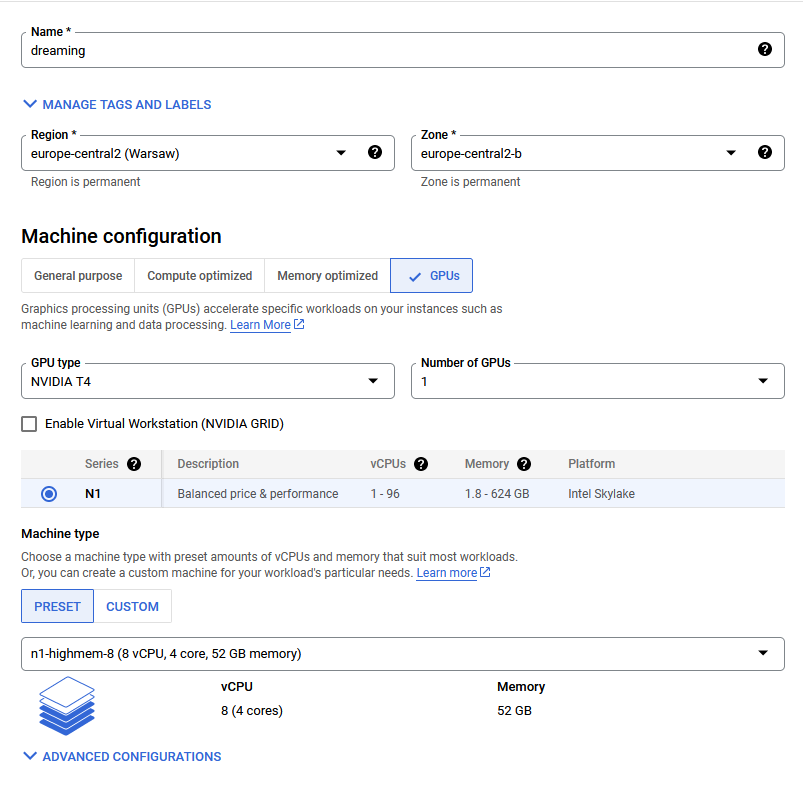 Name *
dreaming
MANAGE TAGS AND LABELS
Region *
europe-central2 (Warsaw)
Region is permanent
Zone *
europe-central2-b
Zone is permanent
Machine configuration
General purpose
Compute optimized
Memory optimized
GPUs
Graphics processing units (GPUs) accelerate specific workloads on your instances such as
machine learning and data processing. Learn More
GPU type
NVIDIA T4
Number of GPUs
1
Enable Virtual Workstation (NVIDIA GRID)
Series Description vCPUs Memory Platform
N1 Balanced price & performance 1 - 96 1.8 - 624 GB Intel Skylake
Machine type
Choose a machine type with preset amounts of vCPUs and memory that suit most workloads.
Or, you can create a custom machine for your workload's particular needs. Learn more
PRESET
CUSTOM
n1-highmem-8 (8 vCPU, 4 core, 52 GB memory)
vCPU
8 (4 cores)
Memory
52 GB
ADVANCED CONFIGURATIONS